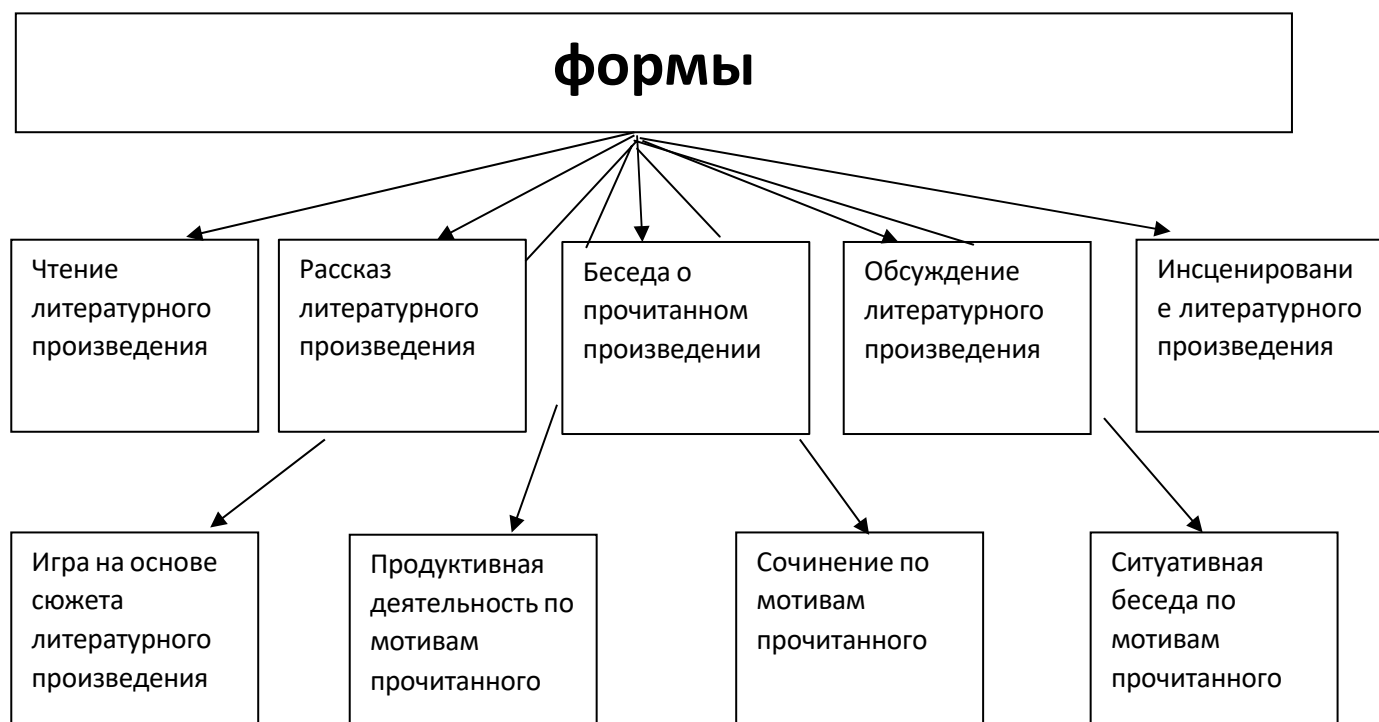 формы
Чтение
литературного
произведения
Рассказ
литературного
произведения
Беседа о
прочитанном
произведении
Обсуждение
литературного
произведения
Инсценировани
е литературного
произведения
Игра на основе
сюжета
литературного
произведения
Продуктивная
деятельность по
мотивам
прочитанного
Сочинение по
мотивам
прочитанного
Ситуативная
беседа по
мотивам
прочитанного